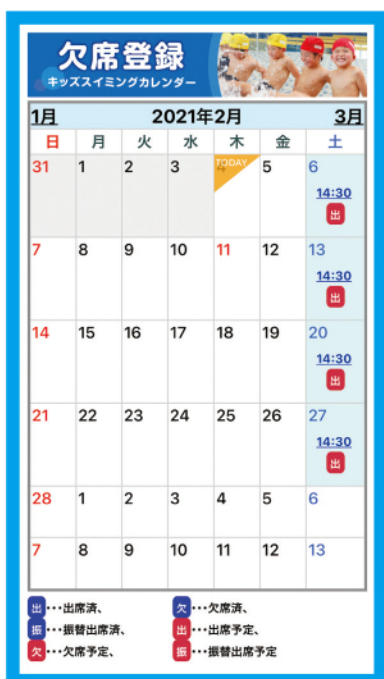 欠席登録
キッズスイミングカレンダー
1月 2021年2月 3月
日 月 火 水 木 金 土
31 1 2 3 TODAY 4 5 6
14:30
出
7 8 9 10 11 12 13
14:30
出
14 15 16 17 18 19 20
14:30
出
21 22 23 24 25 26 27
14:30
出
28 1 2 3 4 5 6
7 8 9 10 11 12 13
出・・・出席済、 欠・・・欠席済、
振・・・振替出席済、 出・・・出席予定、
欠・・・欠席予定、 振・・・振替出席予定